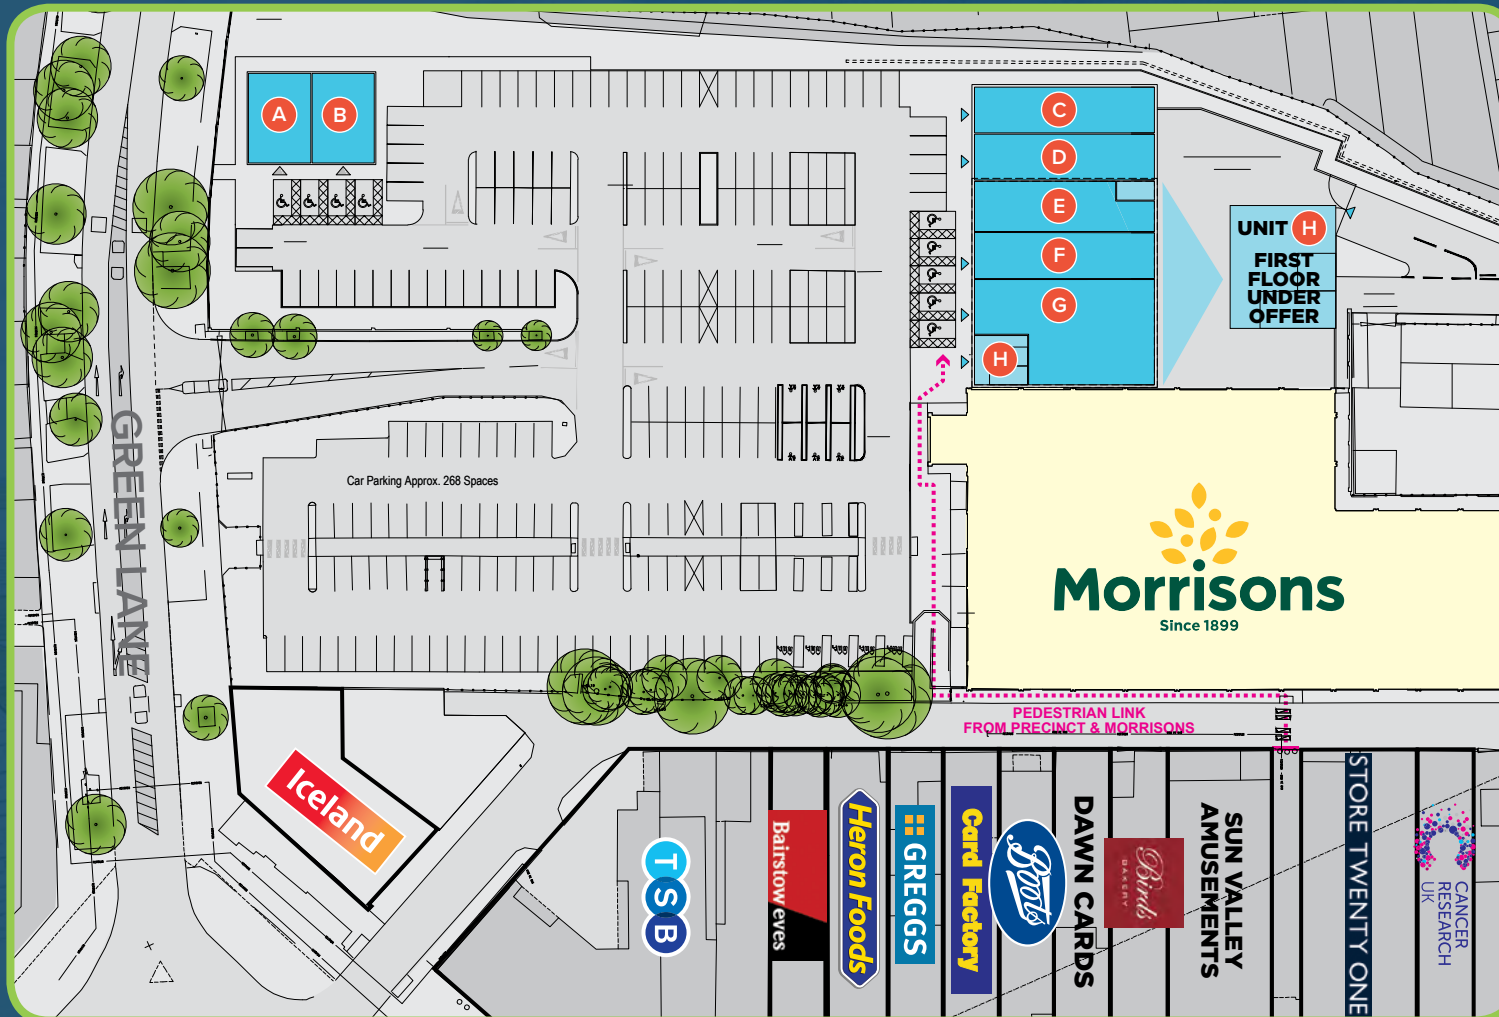 A
B
C
D
E
F
G
H
UNIT H
FIRST
FLOOR
UNDER
OFFER
GREEN LANE
Car Parking Approx. 268 Spaces
Morrisons
Since 1899
PEDESTRIAN LINK
FROM PRECINCT & MORRISONS
Iceland
TSB
Bairstow eves
Heron Foods
GREGGS
Card Factory
Boots
DAWN CARDS
Birds
BAKERY
SUN VALLEY
AMUSEMENTS
STORE TWENTY ONE
CANCER
RESEARCH
UK